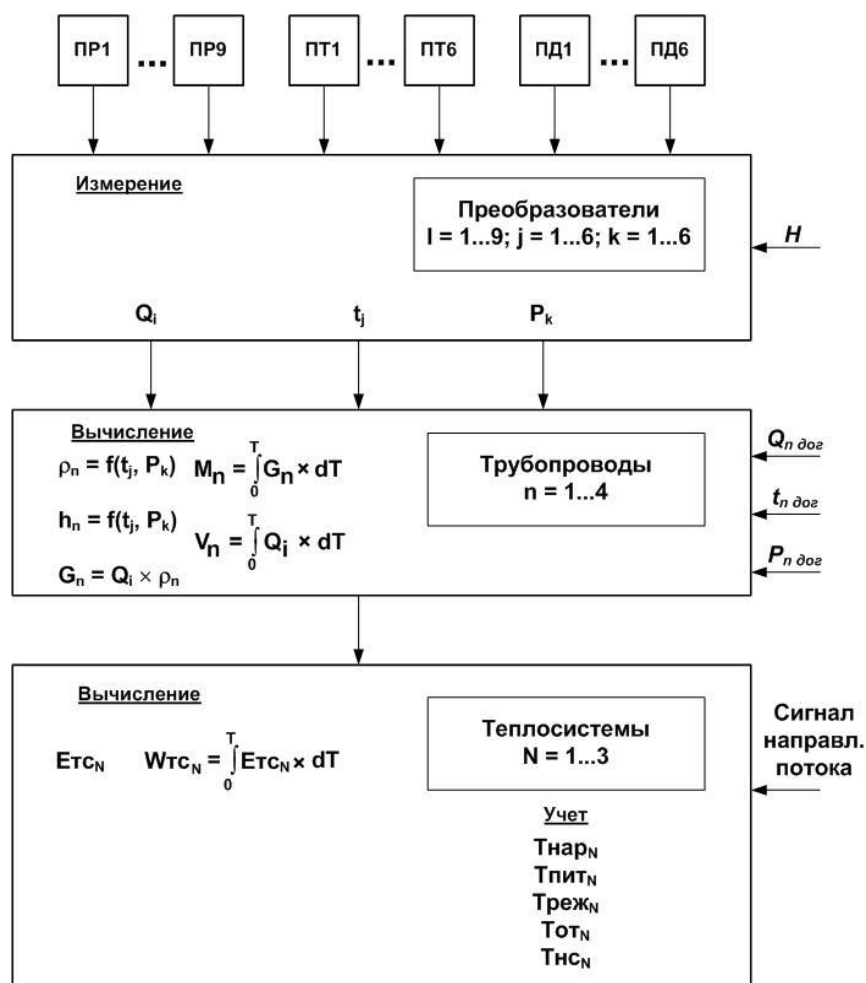 ПР1 ... ПР9 ПТ1 ... ПТ6 ПД1 ... ПД6
Измерение
Преобразователи
I = 1...9; j = 1...6; k = 1...6
H
Qi tj Pk
Вычисление
ρn = f(tj, Pk) Mn = ∫0T Gn × dT
hn = f(tj, Pk) Vn = ∫0T Qi × dT
Gn = Qi × ρn
Трубопроводы
n = 1...4
Qn дог
tn дог
Pn дог
Вычисление
EтсN WтсN = ∫0T EтсN × dT
Теплосистемы
N = 1...3
Сигнал
направл.
потока
Учет
ТнарN
ТпитN
ТрежN
ТотN
ТнсN